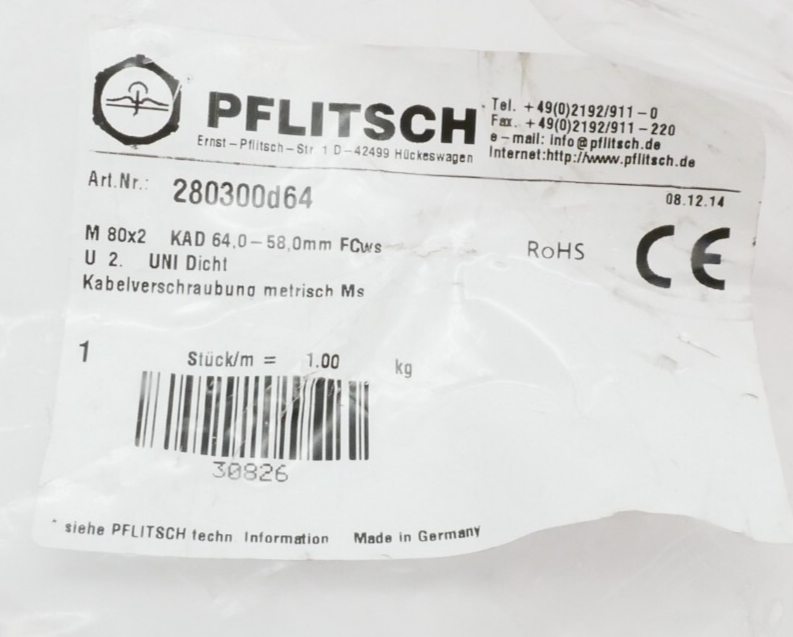 PFLITSCH
Ernst-Pflitsch-Str. 1 D-42499 Hückeswagen
Tel. +49(0)2192/911-0
Fax. +49(0)2192/911-220
e-mail: info@pflitsch.de
Internet:http://www.pflitsch.de
Art.Nr.: 280300d64
08.12.14
M 80x2 KAD 64,0-58,0mm FCws
RoHS CE
U 2. UNI Dicht
Kabelverschraubung metrisch Ms
1 Stück/m = 1.00 kg
30826
* siehe PFLITSCH techn Information Made in Germany